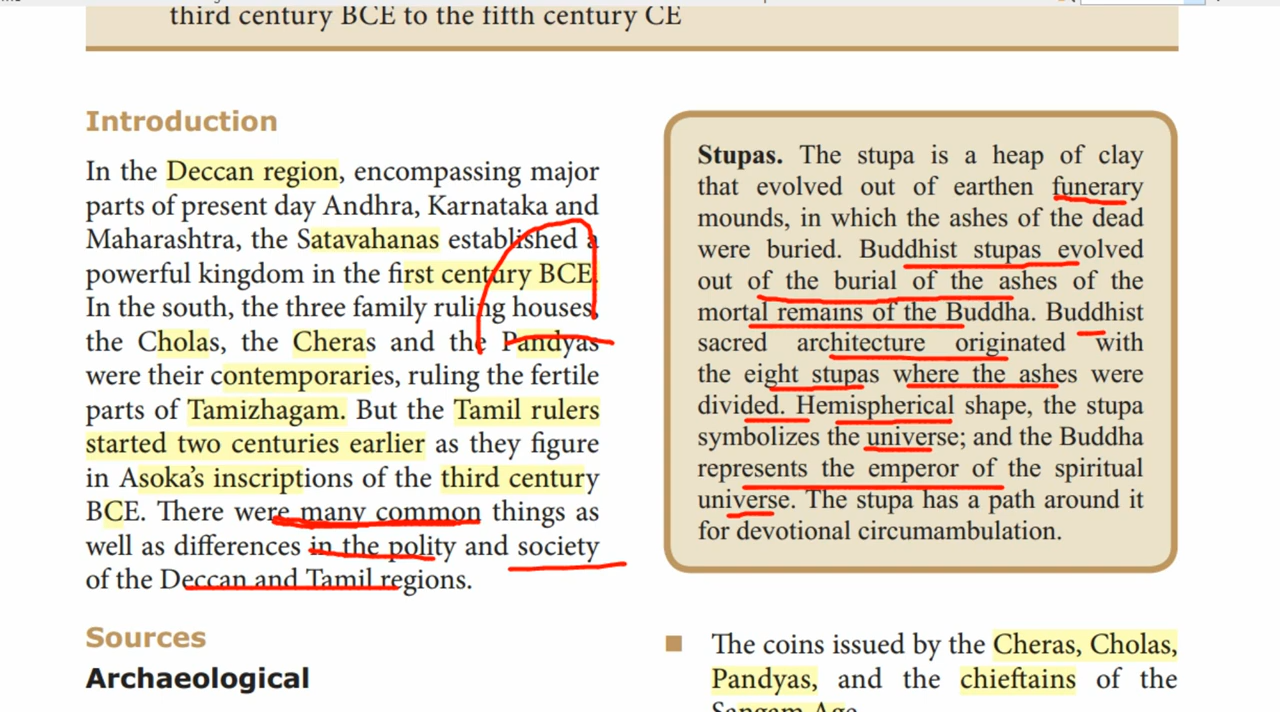 third century BCE to the fifth century CE
Introduction
In the Deccan region, encompassing major
parts of present day Andhra, Karnataka and
Maharashtra, the Satavahanas established a
powerful kingdom in the first century BCE.
In the south, the three family ruling houses,
the Cholas, the Cheras and the Pandyas
were their contemporaries, ruling the fertile
parts of Tamizhagam. But the Tamil rulers
started two centuries earlier as they figure
in Asoka's inscriptions of the third century
BCE. There were many common things as
well as differences in the polity and society
of the Deccan and Tamil regions.
Sources
Archaeological
Stupas. The stupa is a heap of clay
that evolved out of earthen funerary
mounds, in which the ashes of the dead
were buried. Buddhist stupas evolved
out of the burial of the ashes of the
mortal remains of the Buddha. Buddhist
sacred architecture originated with
the eight stupas where the ashes were
divided. Hemispherical shape, the stupa
symbolizes the universe; and the Buddha
represents the emperor of the spiritual
universe. The stupa has a path around it
for devotional circumambulation.
The coins issued by the Cheras, Cholas,
Pandyas, and the chieftains of the
Sangam Age